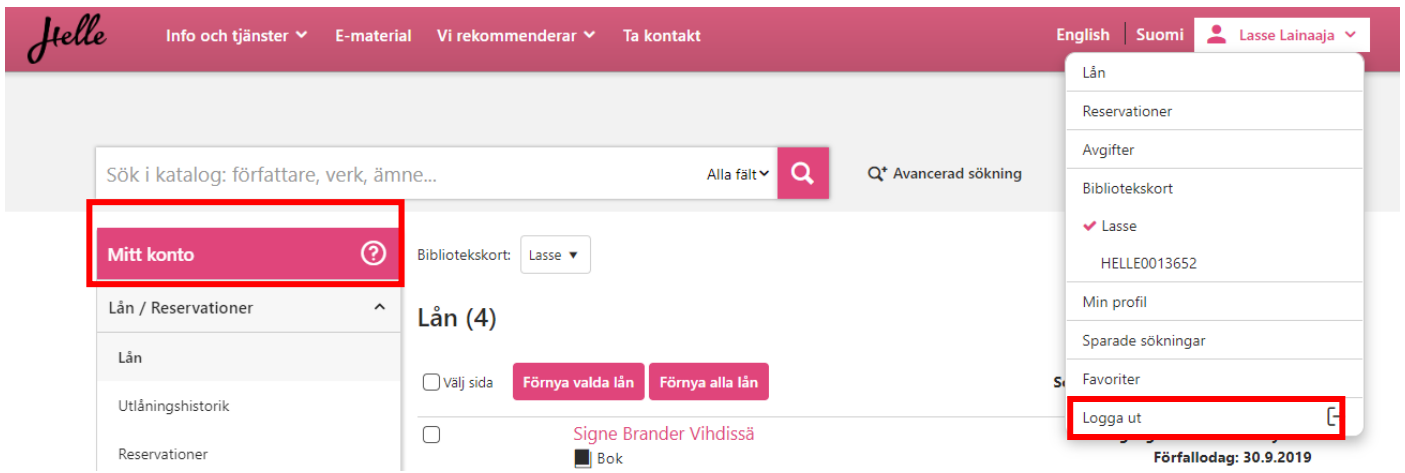 Helle
Info och tjänster
E-material
Vi rekommenderar
Ta kontakt
English
Suomi
Lasse Lainaaja
Sök i katalog: författare, verk, ämne...
Alla fält
Avancerad sökning
Lån
Reservationer
Avgifter
Bibliotekskort
Lasse
HELLE0013652
Min profil
Sparade sökningar
Favoriter
Logga ut
Mitt konto
Lån / Reservationer
Lån
Utlåningshistorik
Reservationer
Bibliotekskort: Lasse
Lån (4)
Välj sida
Förnya valda lån
Förnya alla lån
Signe Brander Vihdissä
Bok
Förfallodag: 30.9.2019